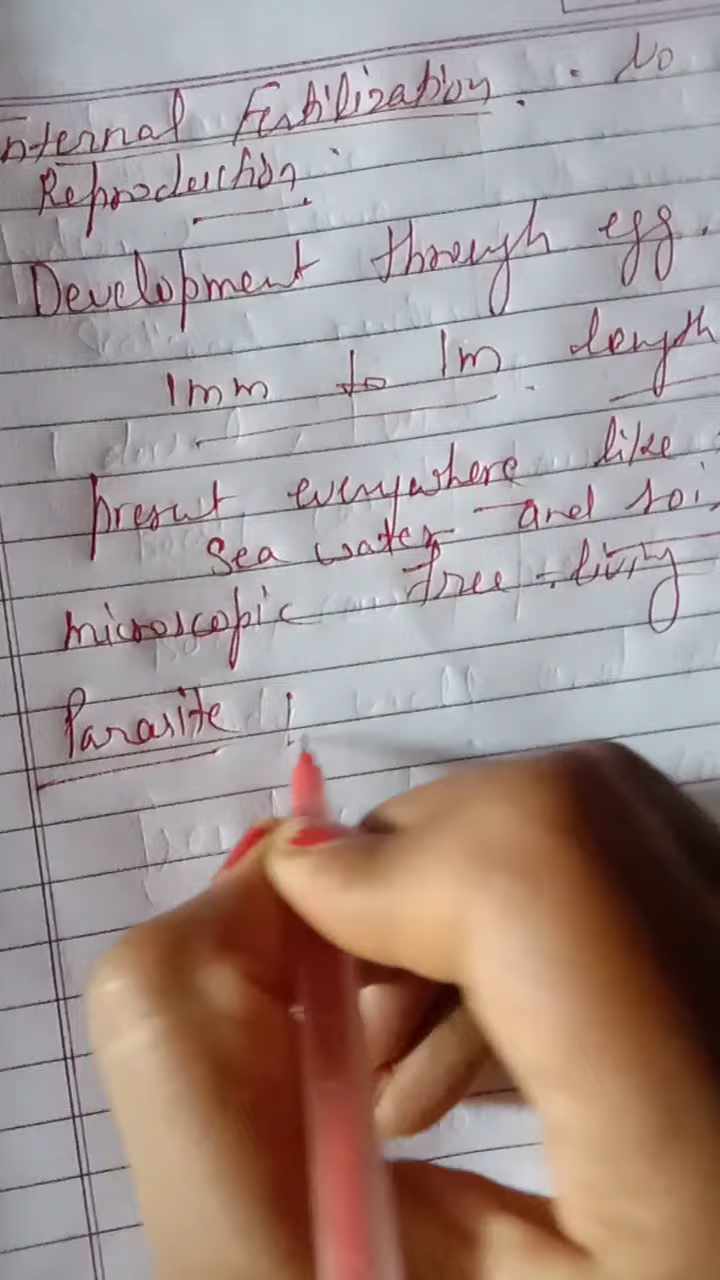 nternal Fertilization. . No
Reproduction.
Development through egg.
1mm to 1m. length
present everywhere like
Sea water and soi
microscopic free-living
Parasite